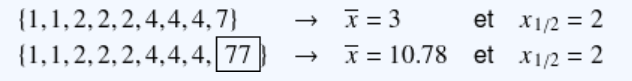 {1,1,2,2,2,4,4,4,7} → x̅ = 3 et x₁/₂ = 2
{1,1,2,2,2,4,4,4, 77 } → x̅ = 10.78 et x₁/₂ = 2